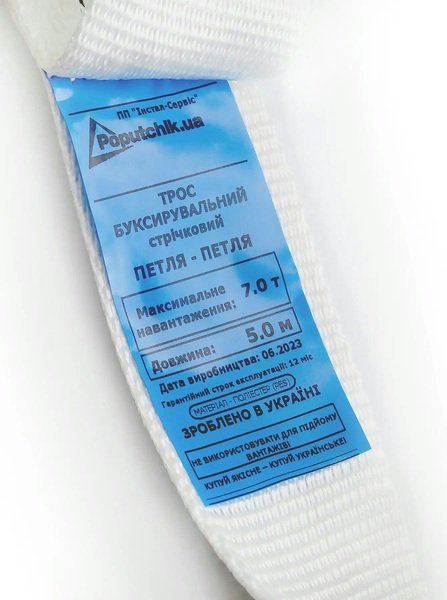 ПП "Інстал-Сервіс"
Poputchik.ua
ТРОС
БУКСИРУВАЛЬНИЙ
стрічковий
ПЕТЛЯ - ПЕТЛЯ
Максимальне
навантаження: 7.0 т
Довжина: 5.0 м
Дата виробництва: 06.2023
Гарантійний строк експлуатації: 12 міс
МАТЕРІАЛ - ПОЛІЕСТЕР (PES)
ЗРОБЛЕНО В УКРАЇНІ
НЕ ВИКОРИСТОВУВАТИ ДЛЯ ПІДЙОМУ
ВАНТАЖІВ!
КУПУЙ ЯКІСНЕ – КУПУЙ УКРАЇНСЬКЕ!